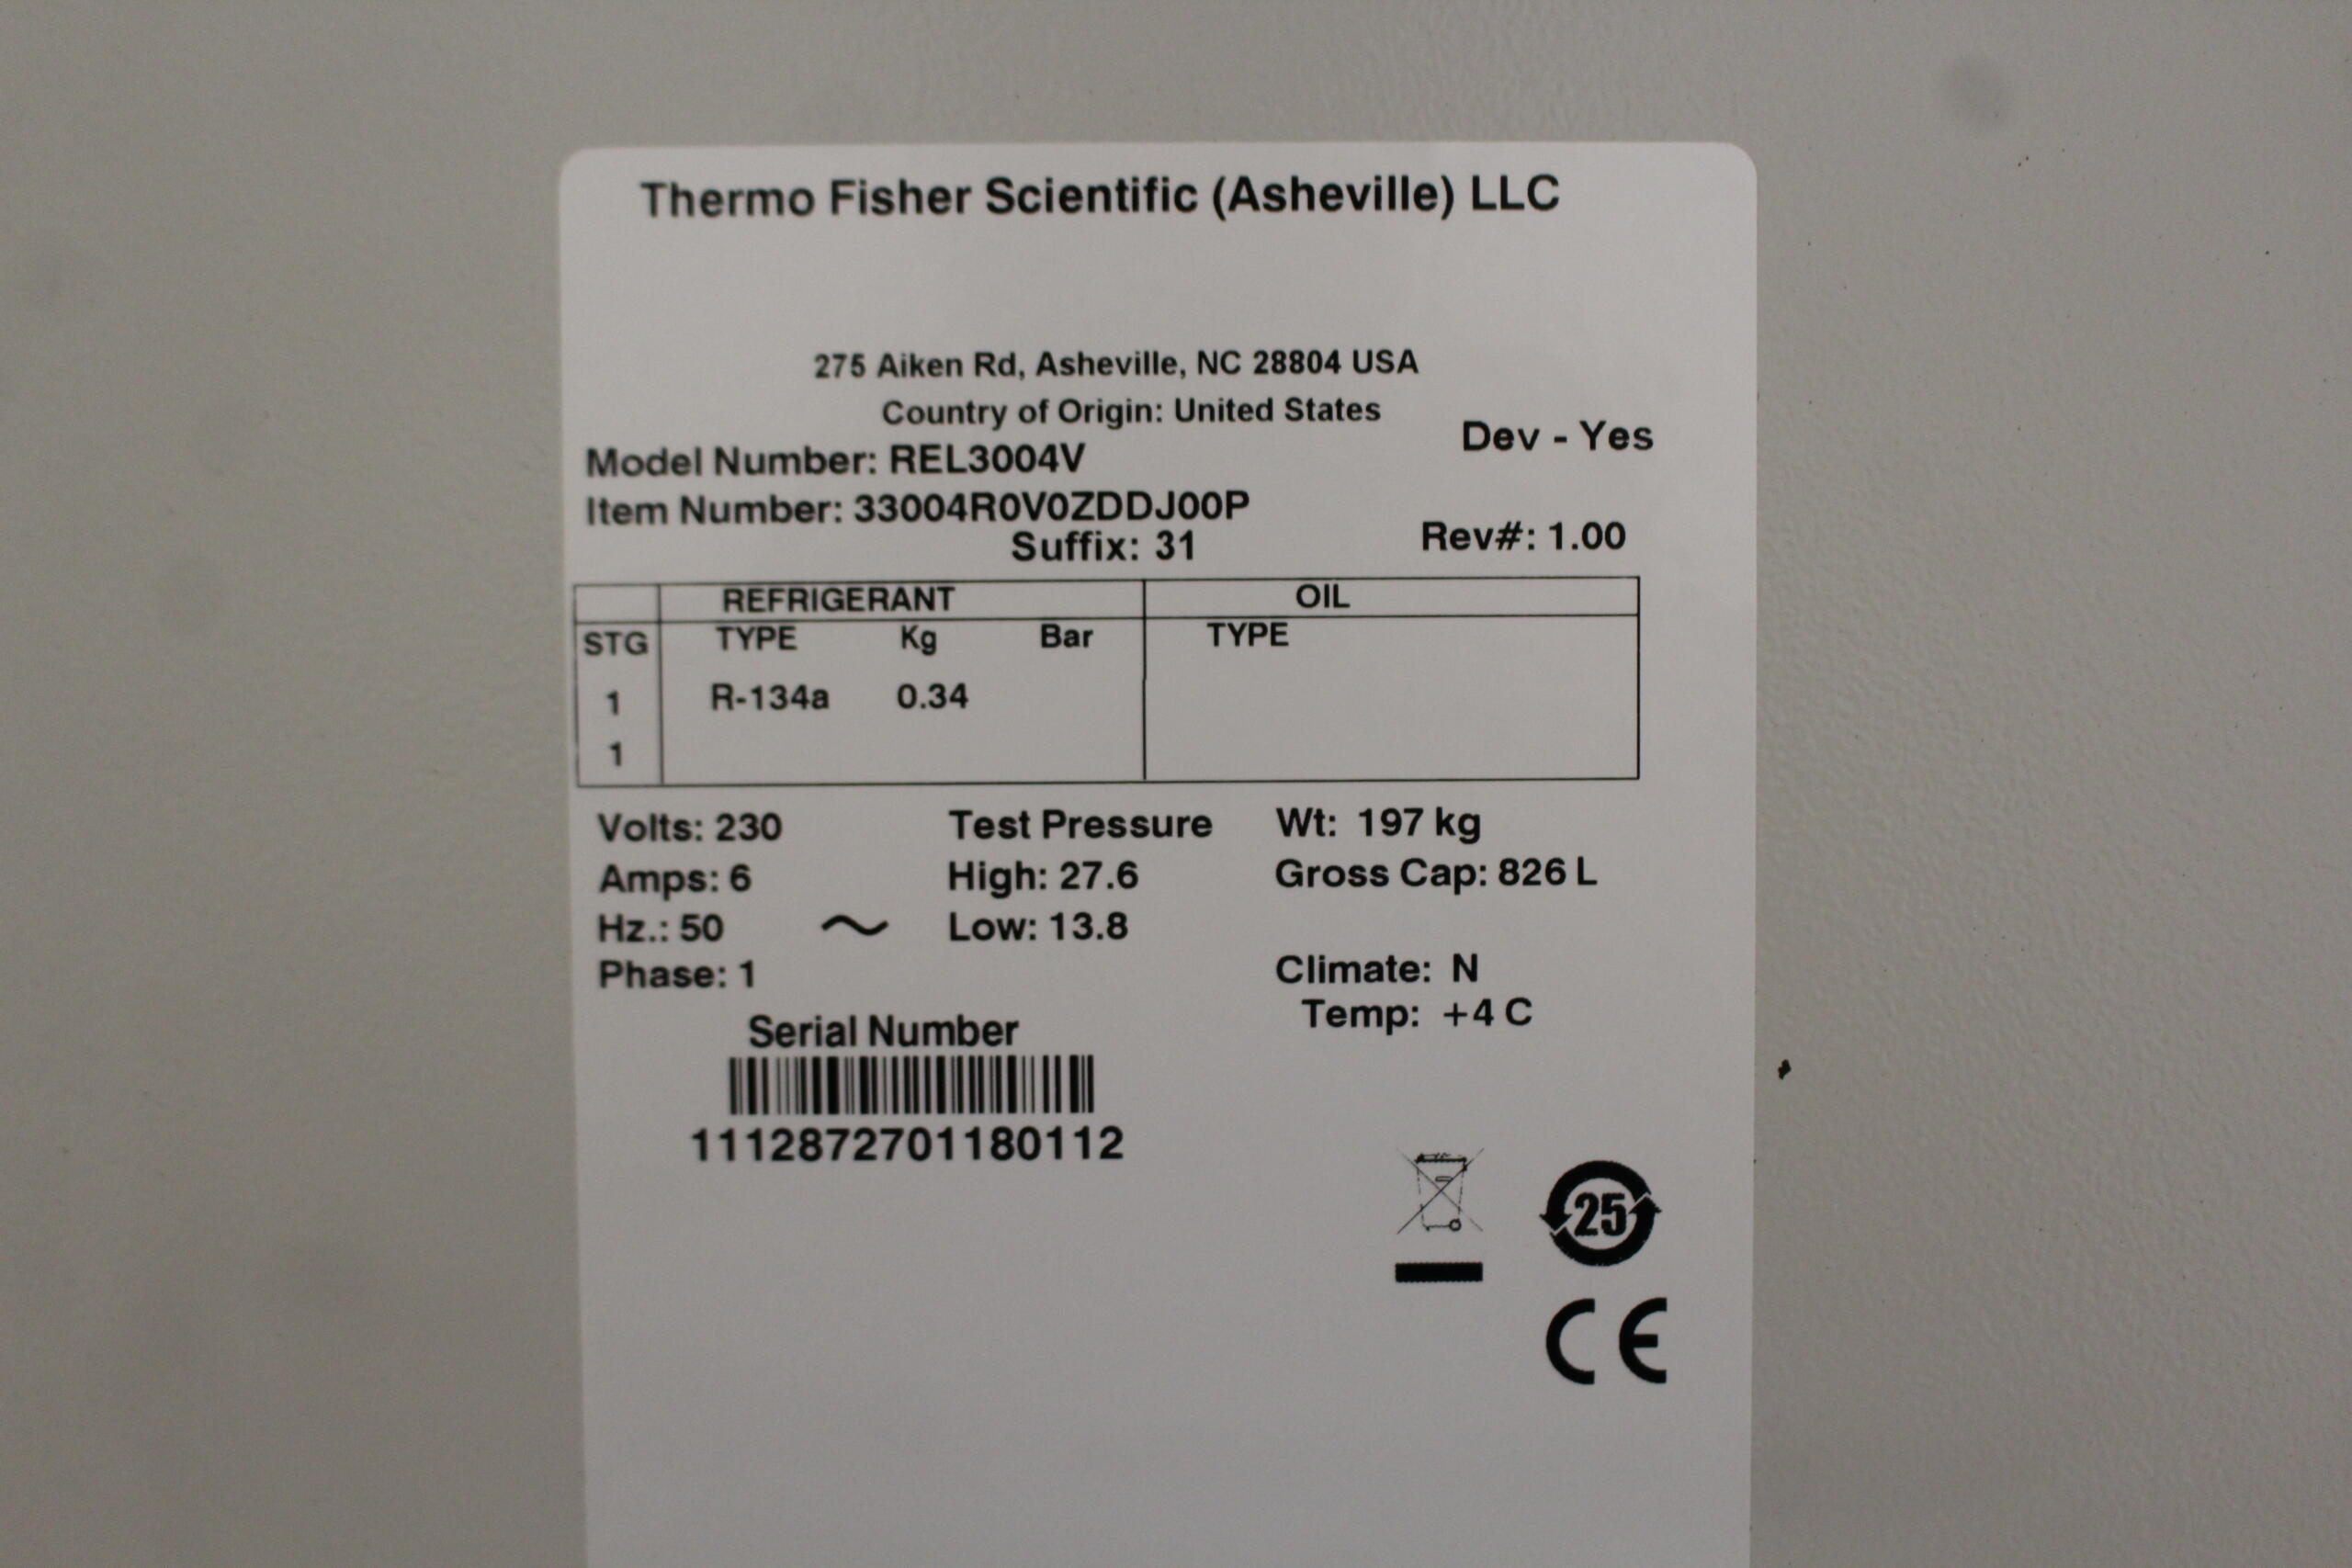 Thermo Fisher Scientific (Asheville) LLC
275 Aiken Rd, Asheville, NC 28804 USA
Country of Origin: United States
Dev - Yes
Model Number: REL3004V
Item Number: 33004R0V0ZDDJ00P
Suffix: 31
Rev#: 1.00
REFRIGERANT OIL
STG TYPE Kg Bar TYPE
1 R-134a 0.34
1
Volts: 230 Test Pressure Wt: 197 kg
Amps: 6 High: 27.6 Gross Cap: 826 L
Hz.: 50 ~ Low: 13.8
Phase: 1 Climate: N
Temp: +4 C
Serial Number
1112872701180112
25
CE